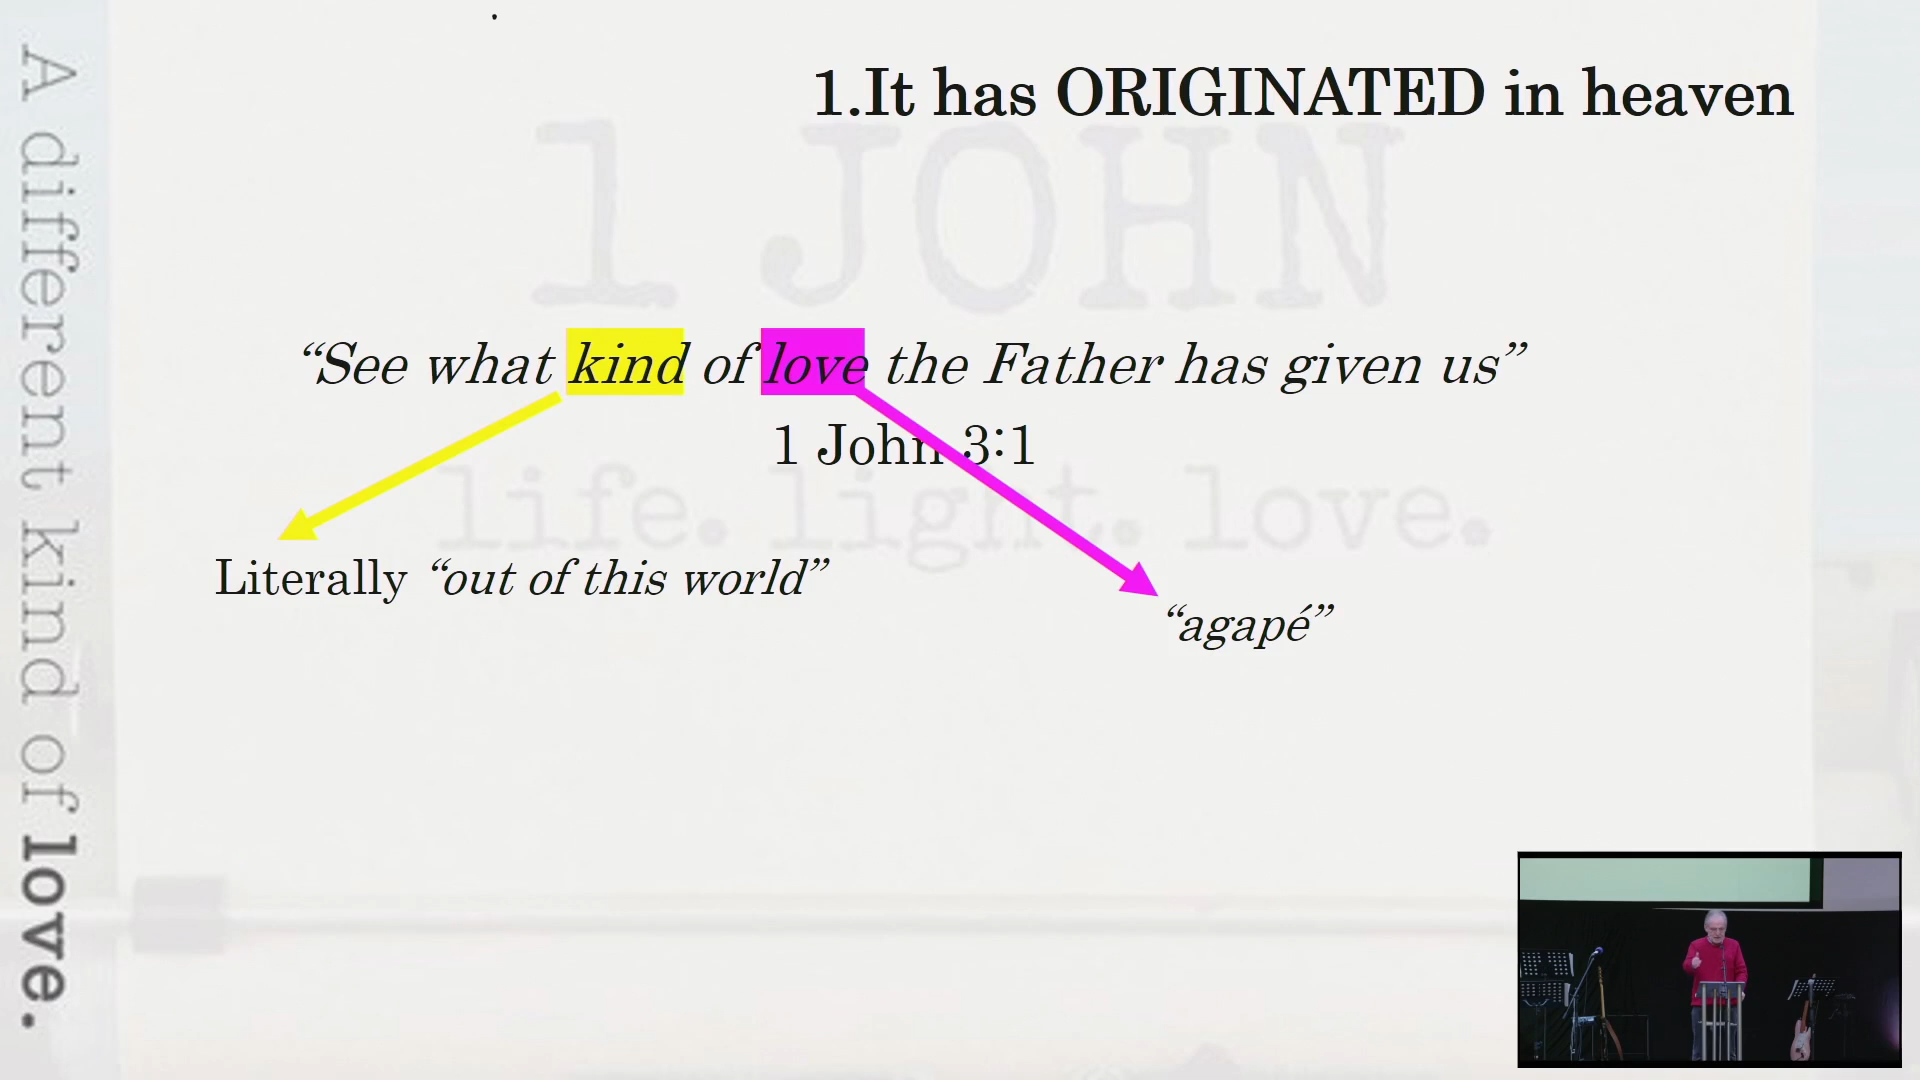 A different kind of love.
1.It has ORIGINATED in heaven
1 JOHN
“See what kind of love the Father has given us”
1 John 3:1
life. light. love.
Literally “out of this world”
“agapé”